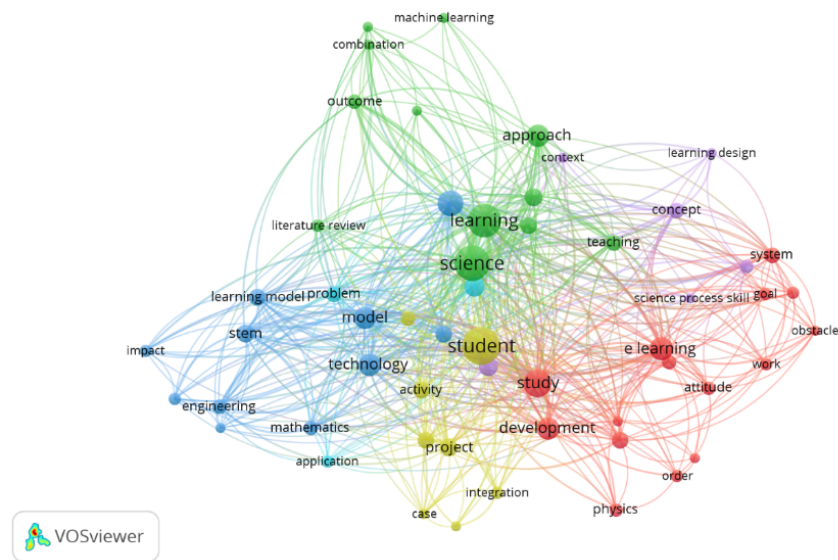 machine learning
combination
outcome
approach
context
learning design
learning
concept
literature review
teaching
system
science
learning model
problem
science process skill
goal
stem
model
student
obstacle
impact
technology
e learning
work
activity
study
attitude
engineering
mathematics
development
project
application
order
integration
case
physics
VOSviewer